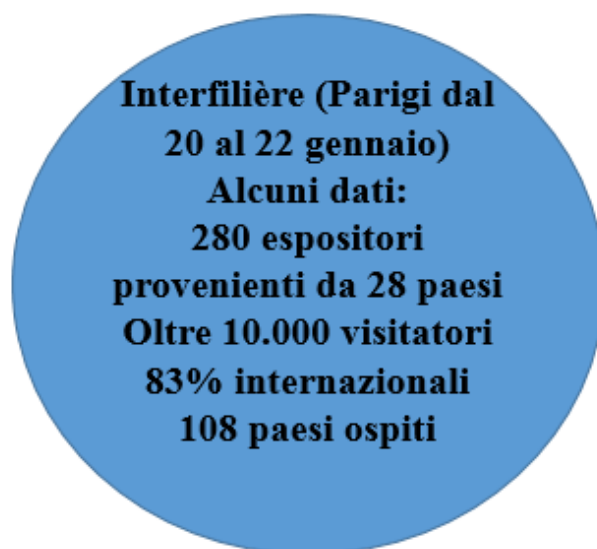 Interfilière (Parigi dal
20 al 22 gennaio)
Alcuni dati:
280 espositori
provenienti da 28 paesi
Oltre 10.000 visitatori
83% internazionali
108 paesi ospiti